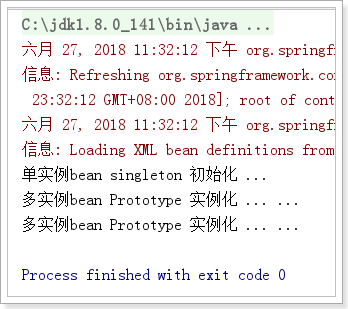 C:\jdk1.8.0_141\bin\java ...
六月 27, 2018 11:32:12 下午 org.springfr
信息: Refreshing org.springframework.con
23:32:12 GMT+08:00 2018]; root of cont
六月 27, 2018 11:32:12 下午 org.springfr
信息: Loading XML bean definitions from
单实例bean singleton 初始化 ...
多实例bean Prototype 实例化 ... ...
多实例bean Prototype 实例化 ... ...
Process finished with exit code 0